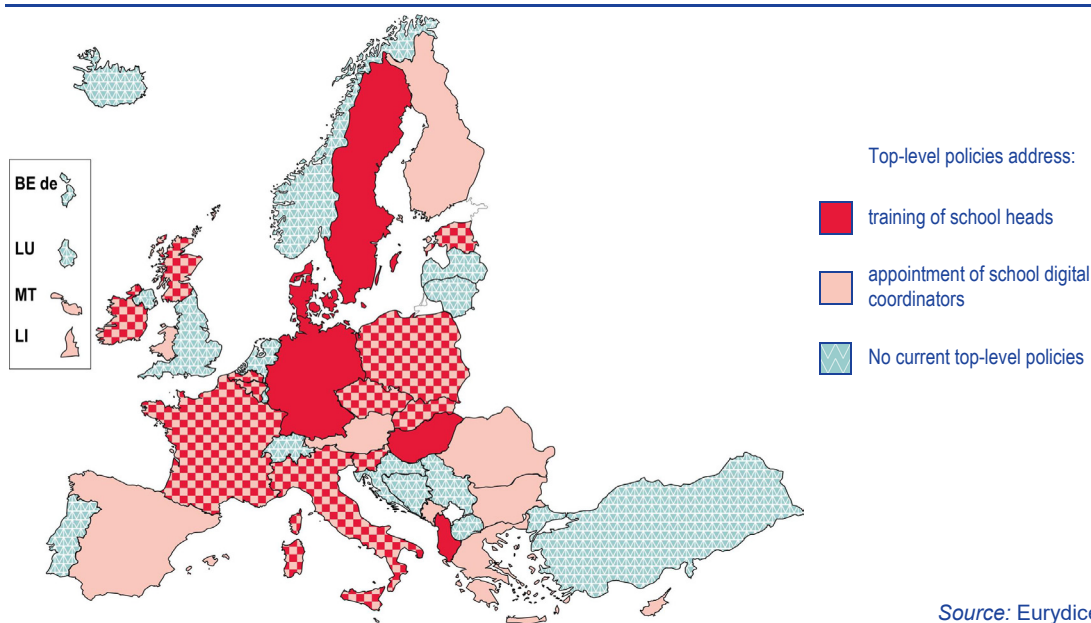 Top-level policies address:
BE de
training of school heads
LU
appointment of school digital
coordinators
MT
LI
No current top-level policies
Source: Eurydice